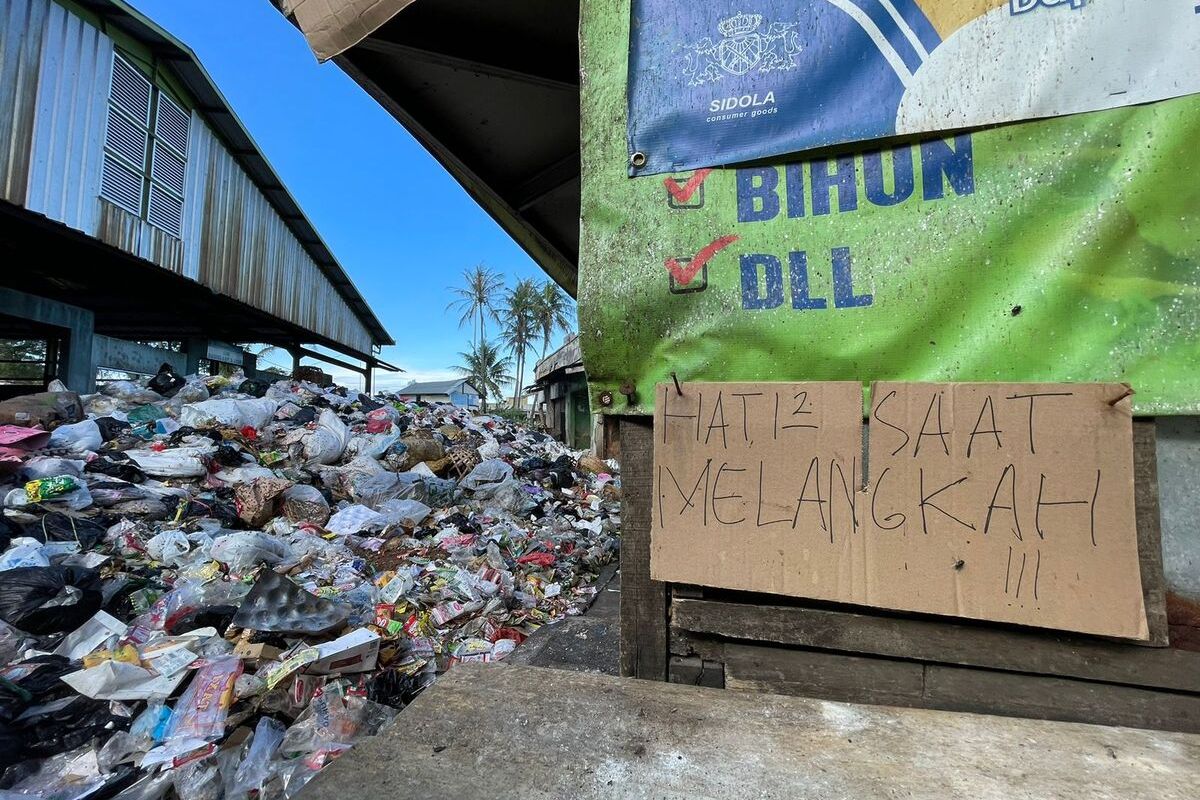 SIDOLA
consumer goods
BIHUN
DLL
HATI² SAAT
MELANGKAH
!!!